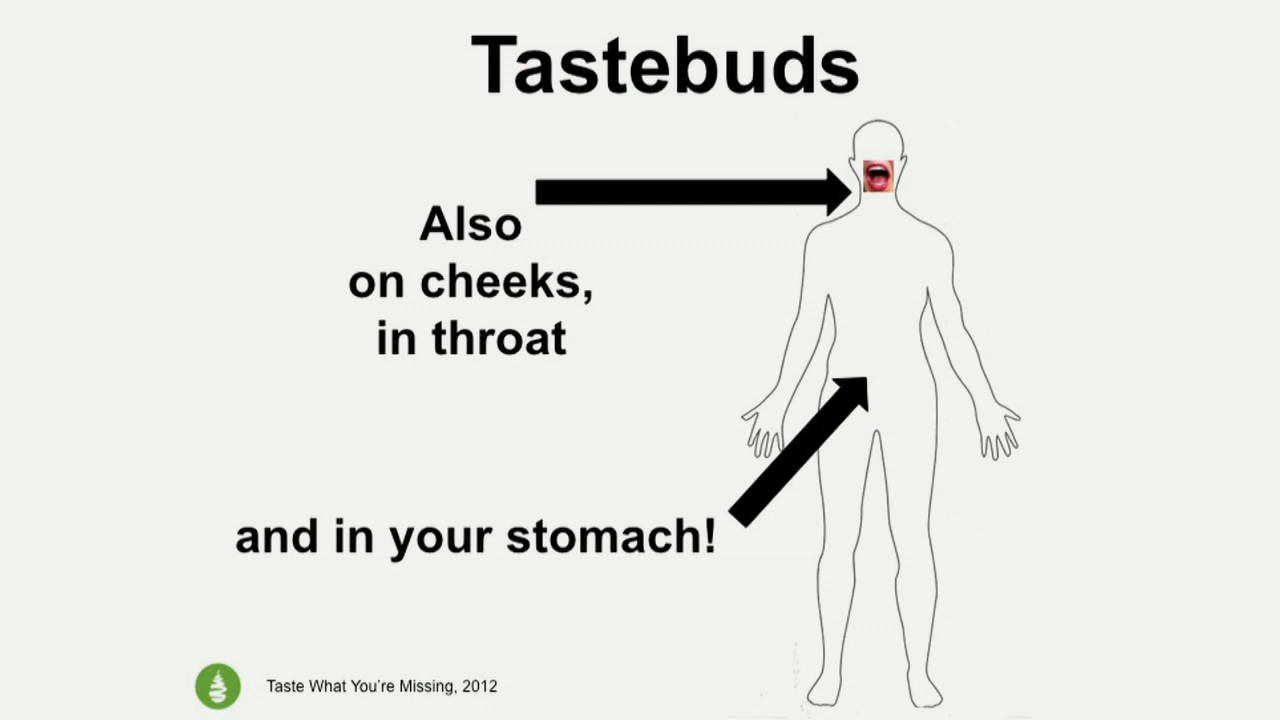 Tastebuds
Also
on cheeks,
in throat
and in your stomach!
Taste What You're Missing, 2012